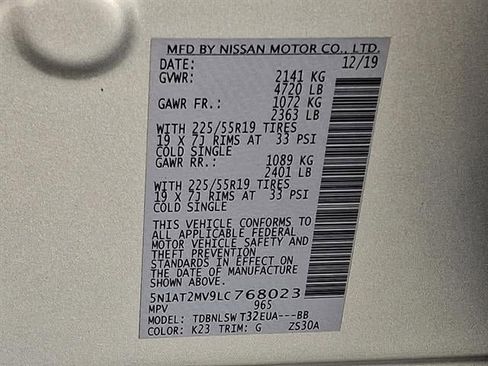 MFD BY NISSAN MOTOR CO., LTD.
DATE: 12/19
GVWR: 2141 KG
4720 LB
GAWR FR.: 1072 KG
2363 LB
WITH 225/55R19 TIRES
19 X 7J RIMS AT 33 PSI
COLD SINGLE
GAWR RR.: 1089 KG
2401 LB
WITH 225/55R19 TIRES
19 X 7J RIMS AT 33 PSI
COLD SINGLE
THIS VEHICLE CONFORMS TO
ALL APPLICABLE FEDERAL
MOTOR VEHICLE SAFETY AND
THEFT PREVENTION
STANDARDS IN EFFECT ON
THE DATE OF MANUFACTURE
SHOWN ABOVE.
5N1AT2MV9LC768023
MPV 965
MODEL: TDBNLSW T32EUA---BB
COLOR: K23 TRIM: G ZS30A